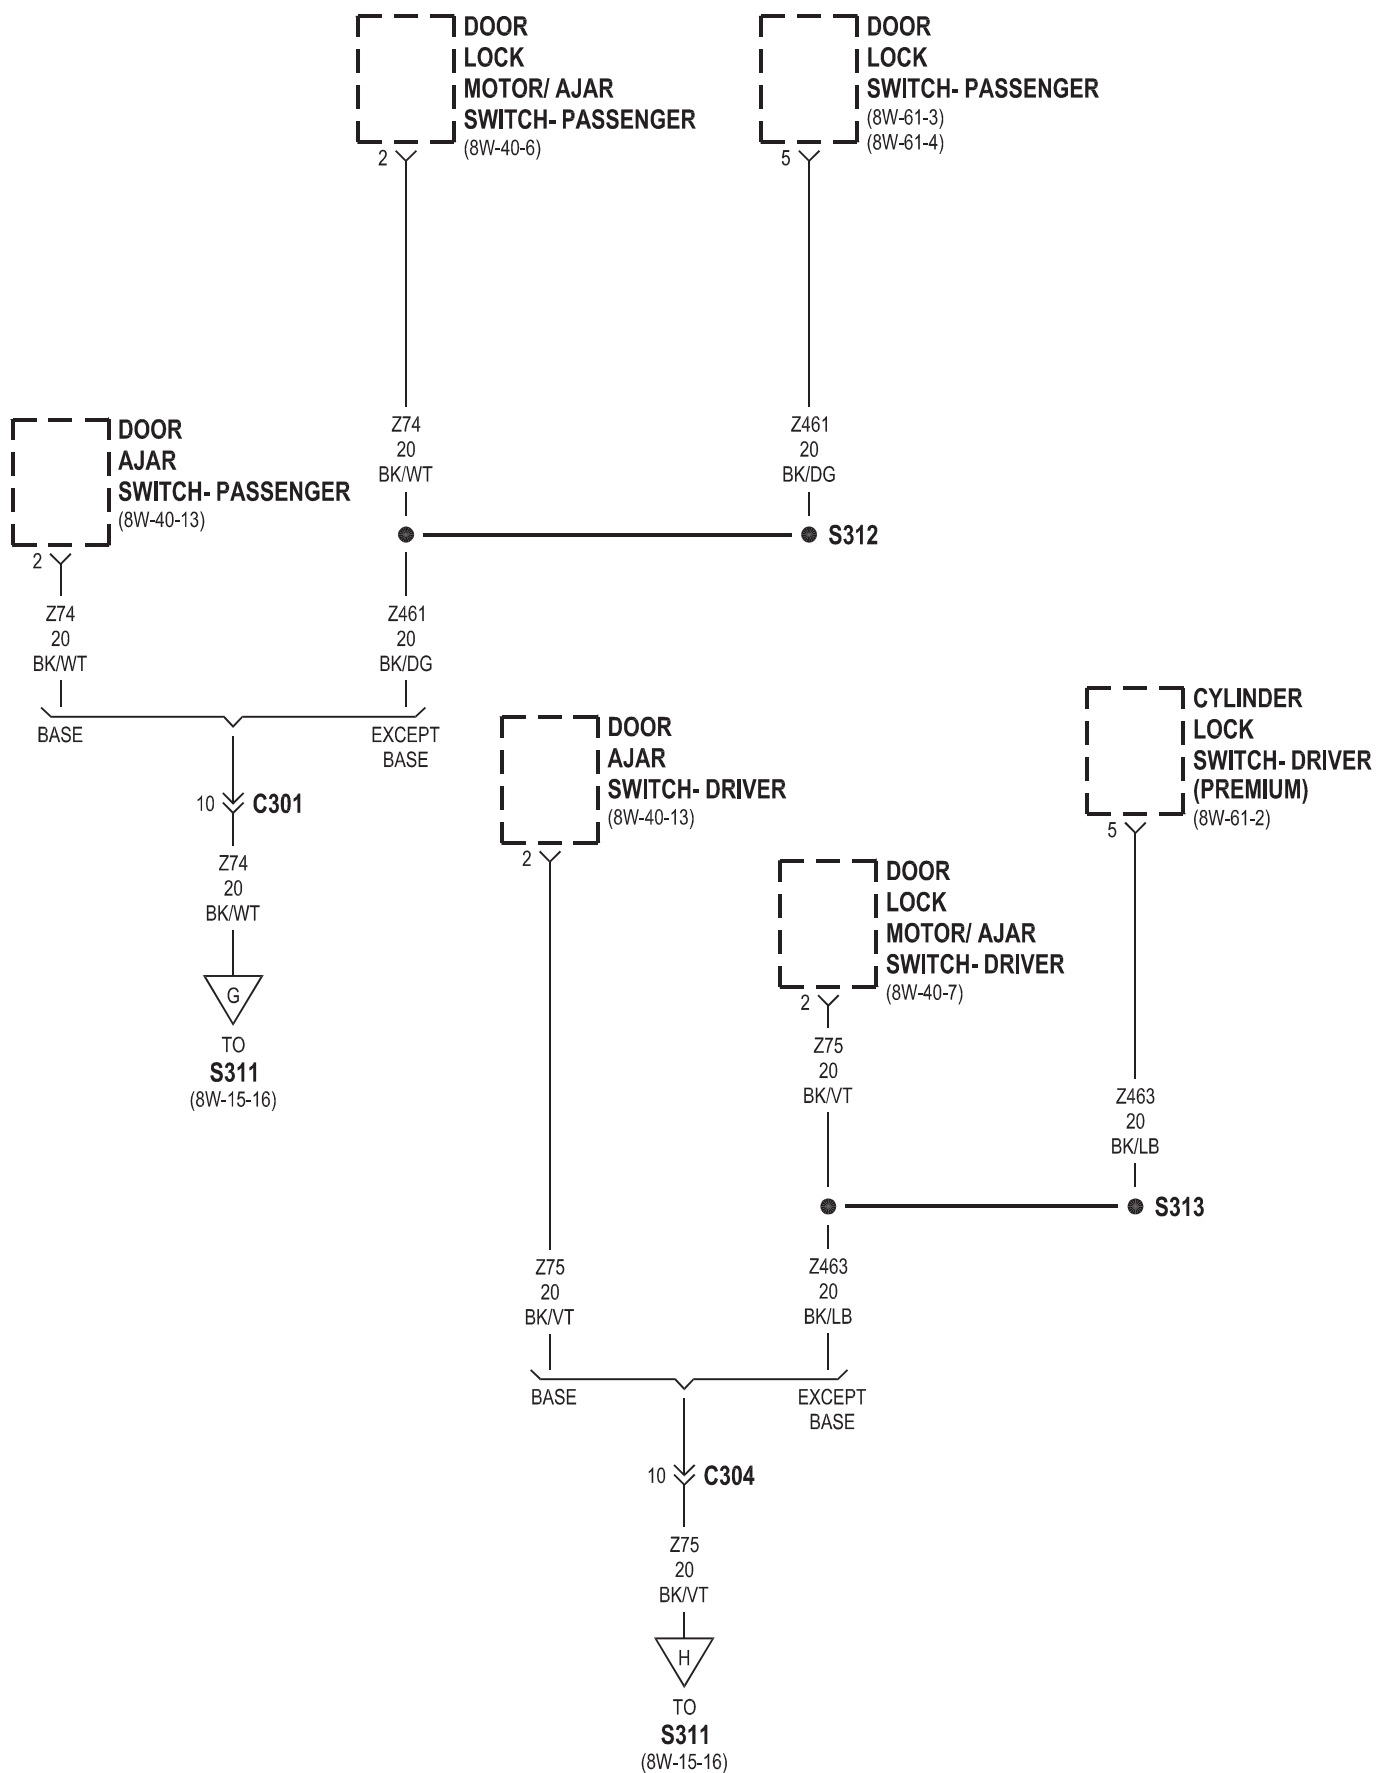 DOOR
LOCK
MOTOR/ AJAR
SWITCH- PASSENGER
(8W-40-6)
2
DOOR
LOCK
SWITCH- PASSENGER
(8W-61-3)
(8W-61-4)
5
Z74
20
BK/WT
Z461
20
BK/DG
S312
DOOR
AJAR
SWITCH- PASSENGER
(8W-40-13)
2
Z74
20
BK/WT
Z461
20
BK/DG
BASE
EXCEPT
BASE
10
C301
Z74
20
BK/WT
G
TO
S311
(8W-15-16)
DOOR
AJAR
SWITCH- DRIVER
(8W-40-13)
2
DOOR
LOCK
MOTOR/ AJAR
SWITCH- DRIVER
(8W-40-7)
2
CYLINDER
LOCK
SWITCH- DRIVER
(PREMIUM)
(8W-61-2)
5
Z75
20
BK/VT
Z463
20
BK/LB
S313
Z75
20
BK/VT
Z463
20
BK/LB
BASE
EXCEPT
BASE
10
C304
Z75
20
BK/VT
H
TO
S311
(8W-15-16)